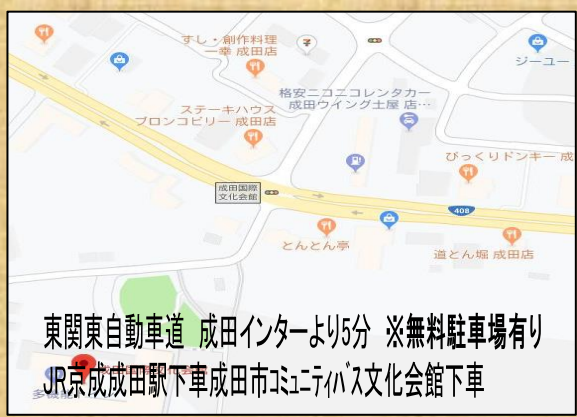 すし・創作料理
一幸 成田店
ジーユー
格安ニコニコレンタカー
成田ウイング土屋 店…
ステーキハウス
ブロンコビリー 成田店
びっくりドンキー 成
成田国際
文化会館
408
とんとん亭
道とん堀 成田店
東関東自動車道 成田インターより5分 ※無料駐車場有り
JR京成成田駅下車成田市コミュニティバス文化会館下車